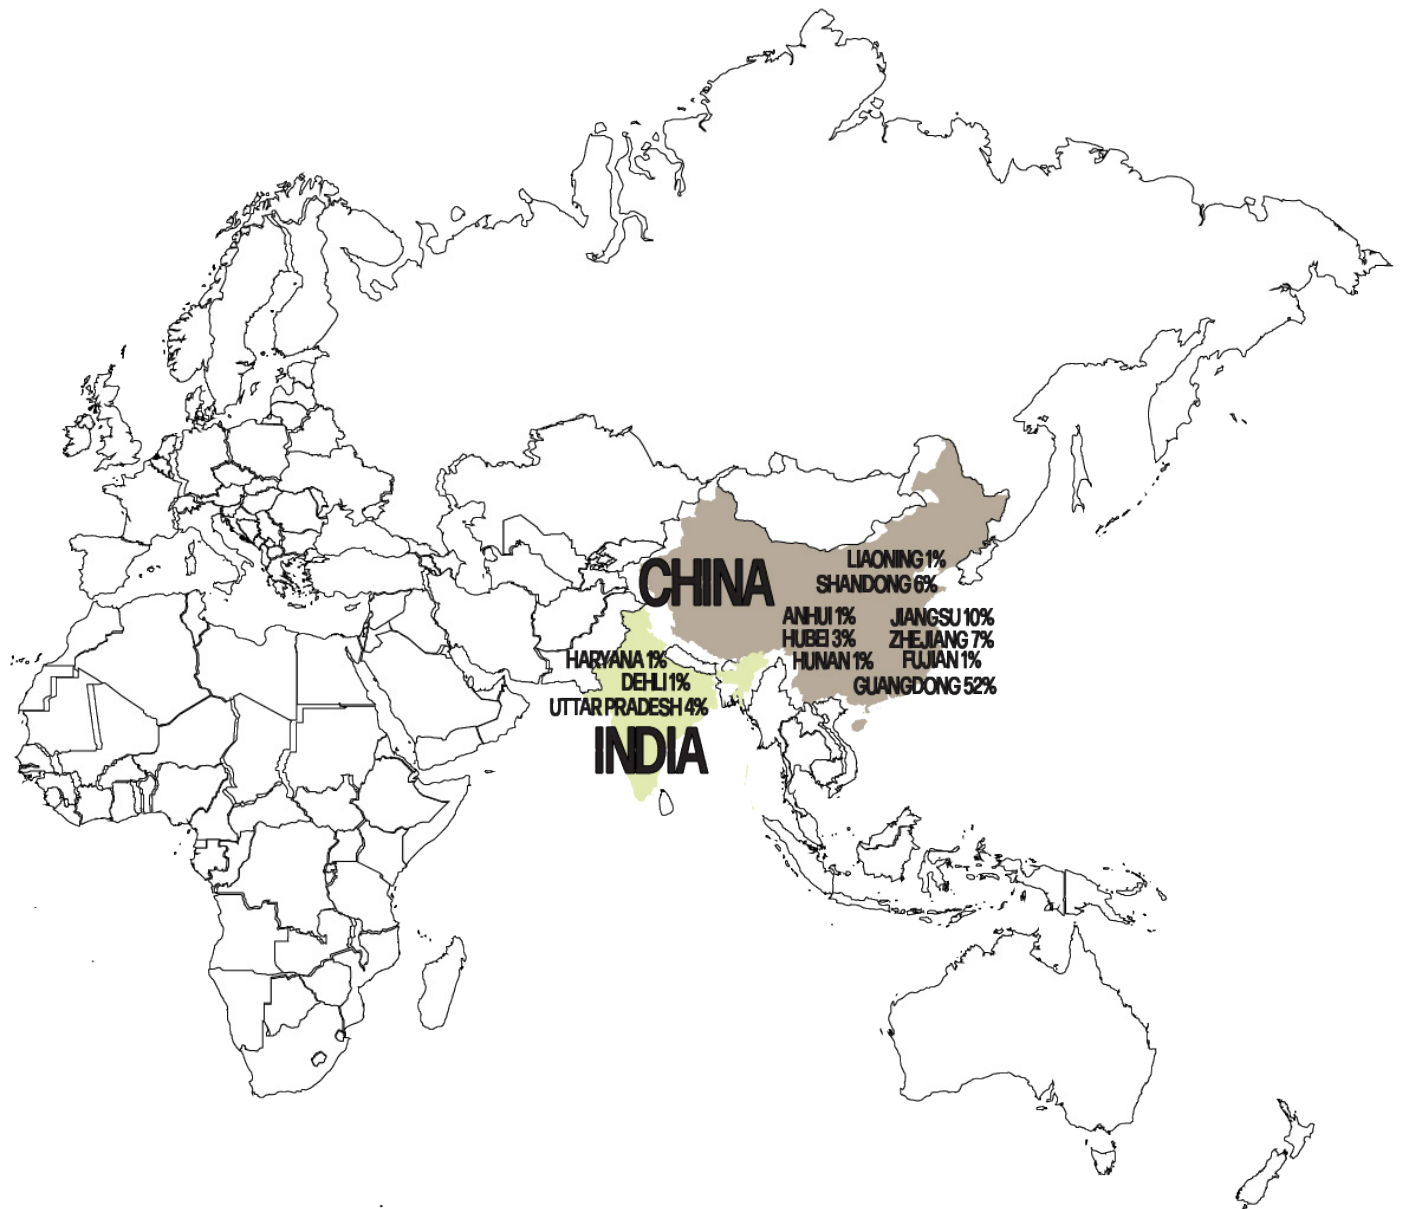 CHINA
LIAONING 1%
SHANDONG 6%
ANHUI 1%
JIANGSU 10%
HUBEI 3%
ZHEJIANG 7%
HUNAN 1%
FUJIAN 1%
GUANGDONG 52%
HARYANA 1%
DEHLI 1%
UTTAR PRADESH 4%
INDIA